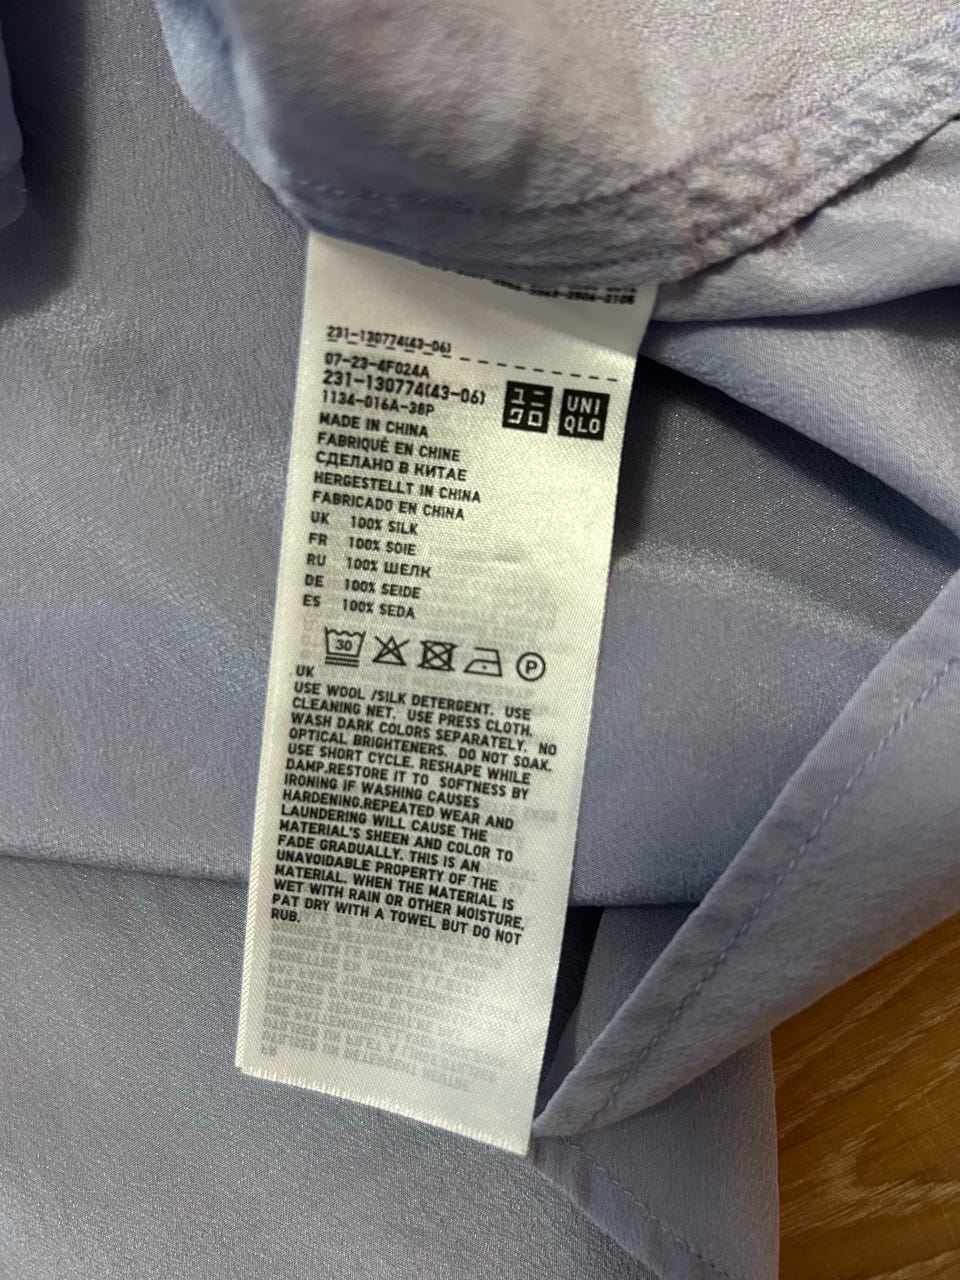 231-130774(43-06)
07-23-4F024A
231-130774(43-06)
1134-016A-38P
ユニ
クロ
UNI
QLO
MADE IN CHINA
FABRIQUÉ EN CHINE
СДЕЛАНО В КИТАЕ
HERGESTELLT IN CHINA
FABRICADO EN CHINA
UK 100% SILK
FR 100% SOIE
RU 100% ШЕЛК
DE 100% SEIDE
ES 100% SEDA
30
P
UK
USE WOOL /SILK DETERGENT. USE
CLEANING NET. USE PRESS CLOTH.
WASH DARK COLORS SEPARATELY. NO
OPTICAL BRIGHTENERS. DO NOT SOAK.
USE SHORT CYCLE. RESHAPE WHILE
DAMP.RESTORE IT TO SOFTNESS BY
IRONING IF WASHING CAUSES
HARDENING.REPEATED WEAR AND
LAUNDERING WILL CAUSE THE
MATERIAL'S SHEEN AND COLOR TO
FADE GRADUALLY. THIS IS AN
UNAVOIDABLE PROPERTY OF THE
MATERIAL. WHEN THE MATERIAL IS
WET WITH RAIN OR OTHER MOISTURE,
PAT DRY WITH A TOWEL BUT DO NOT
RUB.